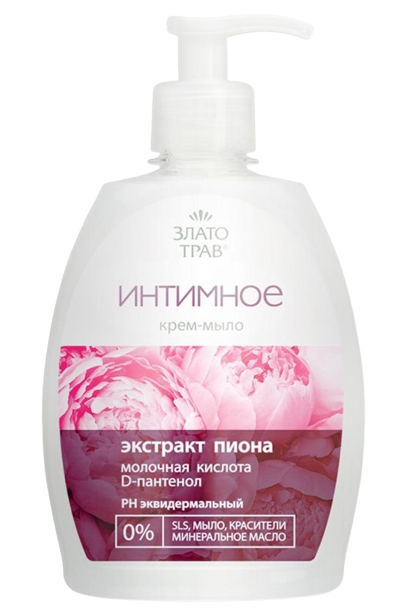 ЗЛАТО
ТРАВ®
ИНТИМНОЕ
крем-мыло
экстракт пиона
молочная кислота
D-пантенол
PH эквидермальный
0%
SLS, МЫЛО, КРАСИТЕЛИ
МИНЕРАЛЬНОЕ МАСЛО